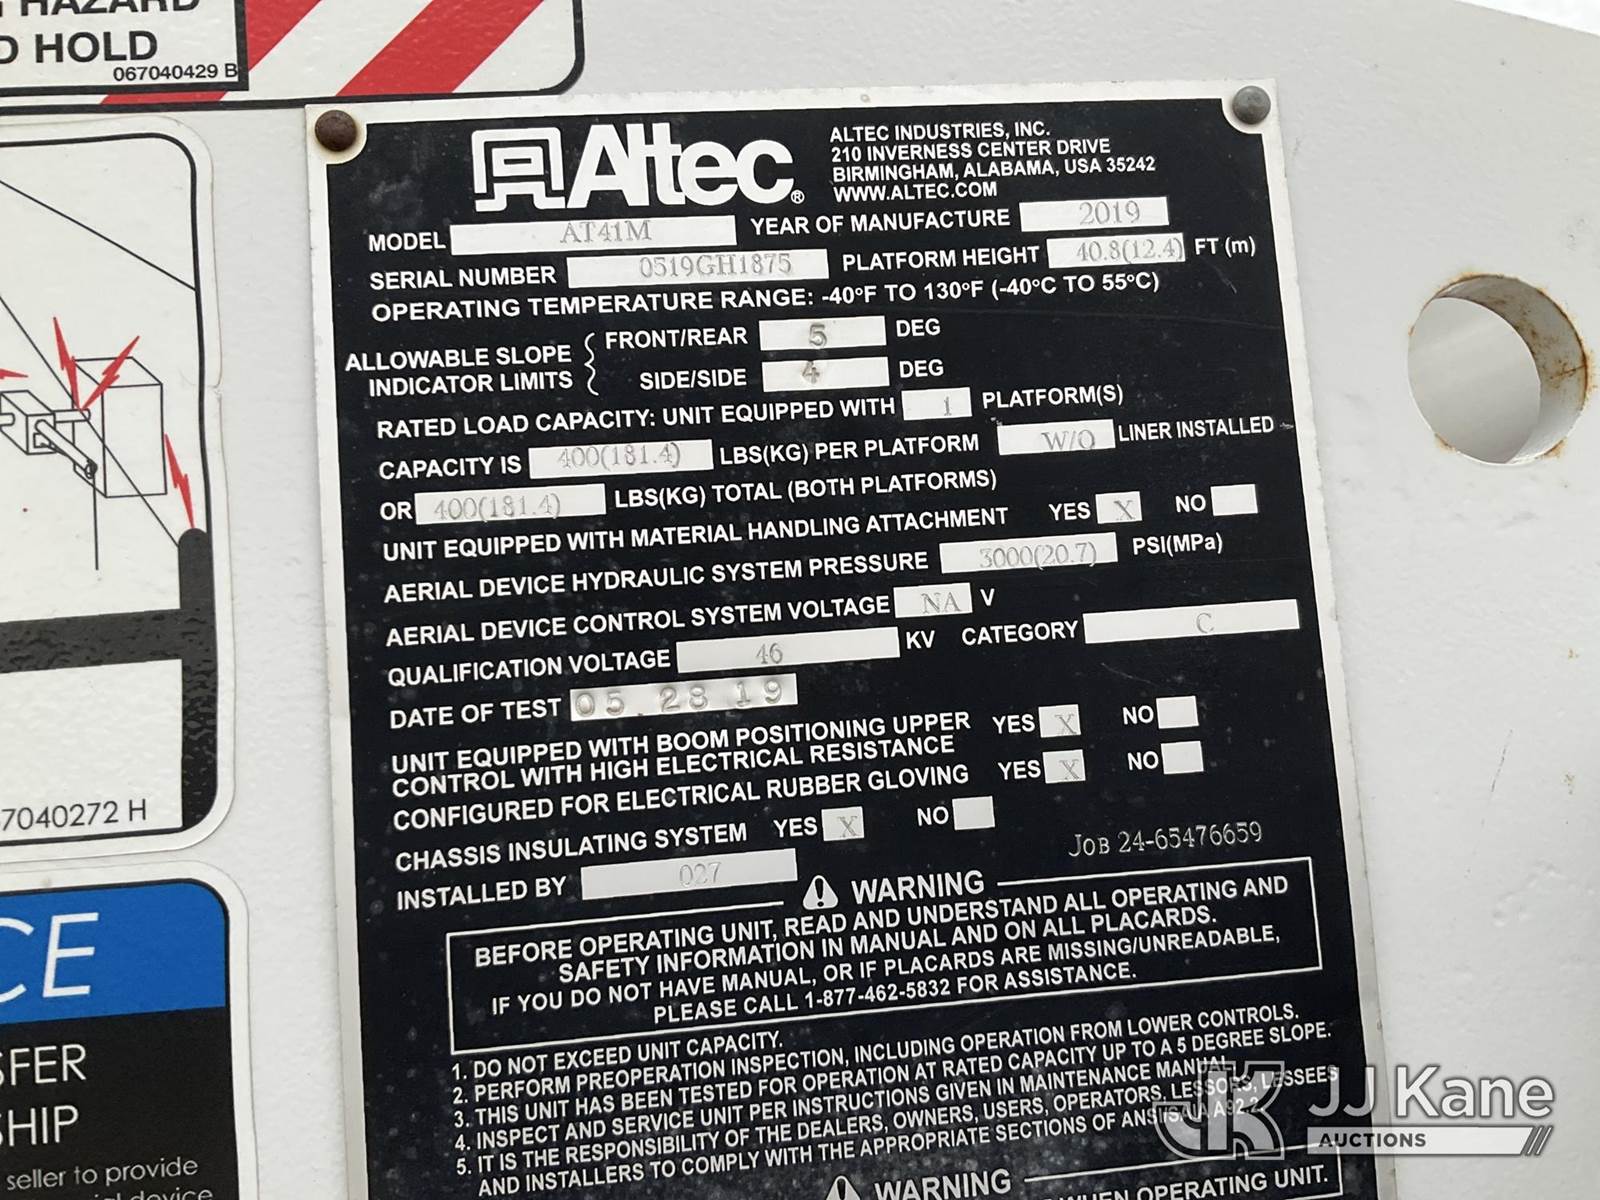 HAZARD
D HOLD
067040429 B
Altec®
ALTEC INDUSTRIES, INC.
210 INVERNESS CENTER DRIVE
BIRMINGHAM, ALABAMA, USA 35242
WWW.ALTEC.COM
MODEL AT41M YEAR OF MANUFACTURE 2019
SERIAL NUMBER 0519GH1875 PLATFORM HEIGHT 40.8(12.4) FT (m)
OPERATING TEMPERATURE RANGE: -40°F TO 130°F (-40°C TO 55°C)
ALLOWABLE SLOPE INDICATOR LIMITS { FRONT/REAR 5 DEG
SIDE/SIDE 4 DEG
RATED LOAD CAPACITY: UNIT EQUIPPED WITH 1 PLATFORM(S)
CAPACITY IS 400(181.4) LBS(KG) PER PLATFORM W/O LINER INSTALLED
OR 400(181.4) LBS(KG) TOTAL (BOTH PLATFORMS)
UNIT EQUIPPED WITH MATERIAL HANDLING ATTACHMENT YES X NO
AERIAL DEVICE HYDRAULIC SYSTEM PRESSURE 3000(20.7) PSI(MPa)
AERIAL DEVICE CONTROL SYSTEM VOLTAGE NA V
QUALIFICATION VOLTAGE 46 KV CATEGORY C
DATE OF TEST 05.28 19
UNIT EQUIPPED WITH BOOM POSITIONING UPPER
CONTROL WITH HIGH ELECTRICAL RESISTANCE YES X NO
CONFIGURED FOR ELECTRICAL RUBBER GLOVING YES X NO
CHASSIS INSULATING SYSTEM YES X NO
INSTALLED BY 027
JOB 24-65476659
WARNING
BEFORE OPERATING UNIT, READ AND UNDERSTAND ALL OPERATING AND
SAFETY INFORMATION IN MANUAL AND ON ALL PLACARDS.
IF YOU DO NOT HAVE MANUAL, OR IF PLACARDS ARE MISSING/UNREADABLE,
PLEASE CALL 1-877-462-5832 FOR ASSISTANCE.
1. DO NOT EXCEED UNIT CAPACITY.
2. PERFORM PREOPERATION INSPECTION, INCLUDING OPERATION FROM LOWER CONTROLS.
3. THIS UNIT HAS BEEN TESTED FOR OPERATION AT RATED CAPACITY UP TO A 5 DEGREE SLOPE.
4. INSPECT AND SERVICE UNIT PER INSTRUCTIONS GIVEN IN MAINTENANCE MANUAL
5. IT IS THE RESPONSIBILITY OF THE DEALERS, OWNERS, USERS, OPERATORS, LESSORS, LESSEES
AND INSTALLERS TO COMPLY WITH THE APPROPRIATE SECTIONS OF ANSI/SAIA A92.2
WARNING
WHEN OPERATING UNIT.
7040272 H
CE
SFER
SHIP
seller to provide
device
JJ Kane
AUCTIONS